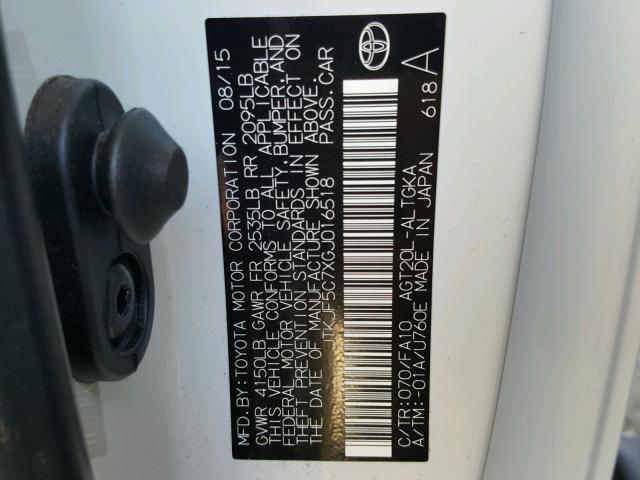 MFD. BY: TOYOTA MOTOR CORPORATION 08/15
GVWR 4150LB GAWR FR 2535LB RR 2095LB
THIS VEHICLE CONFORMS TO ALL APPLICABLE
FEDERAL MOTOR VEHICLE SAFETY, BUMPER, AND
THEFT PREVENTION STANDARDS IN EFFECT ON
THE DATE OF MANUFACTURE SHOWN ABOVE.
JTKJF5C7XGJ016518 PASS. CAR
C/TR: 070/FA10 AGT20L-ALTGKA
A/TM: -01A/U760E MADE IN JAPAN 618 A